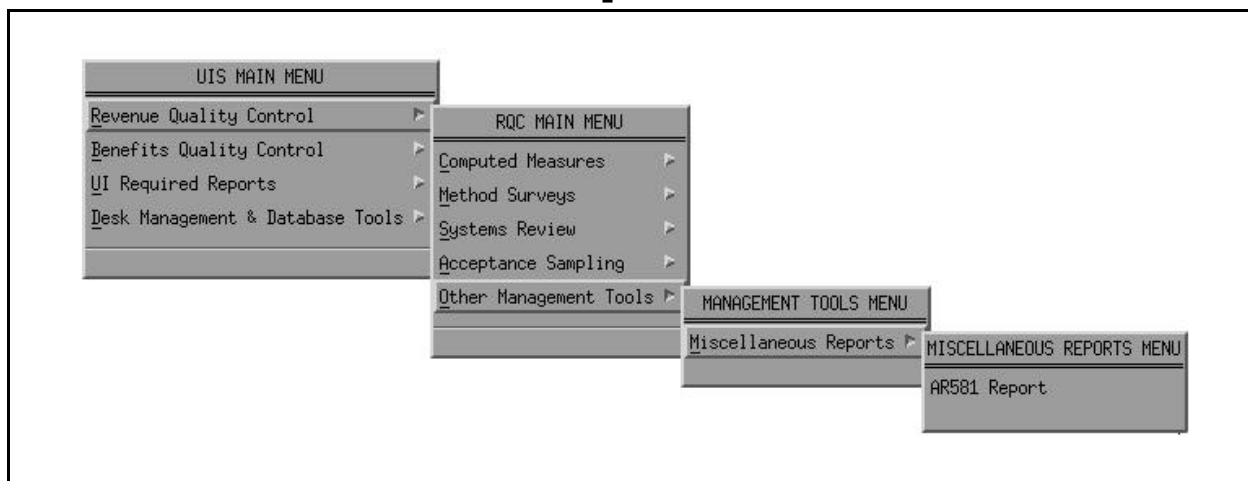 UIS MAIN MENU
Revenue Quality Control
Benefits Quality Control
UI Required Reports
Desk Management & Database Tools
RQC MAIN MENU
Computed Measures
Method Surveys
Systems Review
Acceptance Sampling
Other Management Tools
MANAGEMENT TOOLS MENU
Miscellaneous Reports
MISCELLANEOUS REPORTS MENU
AR581 Report